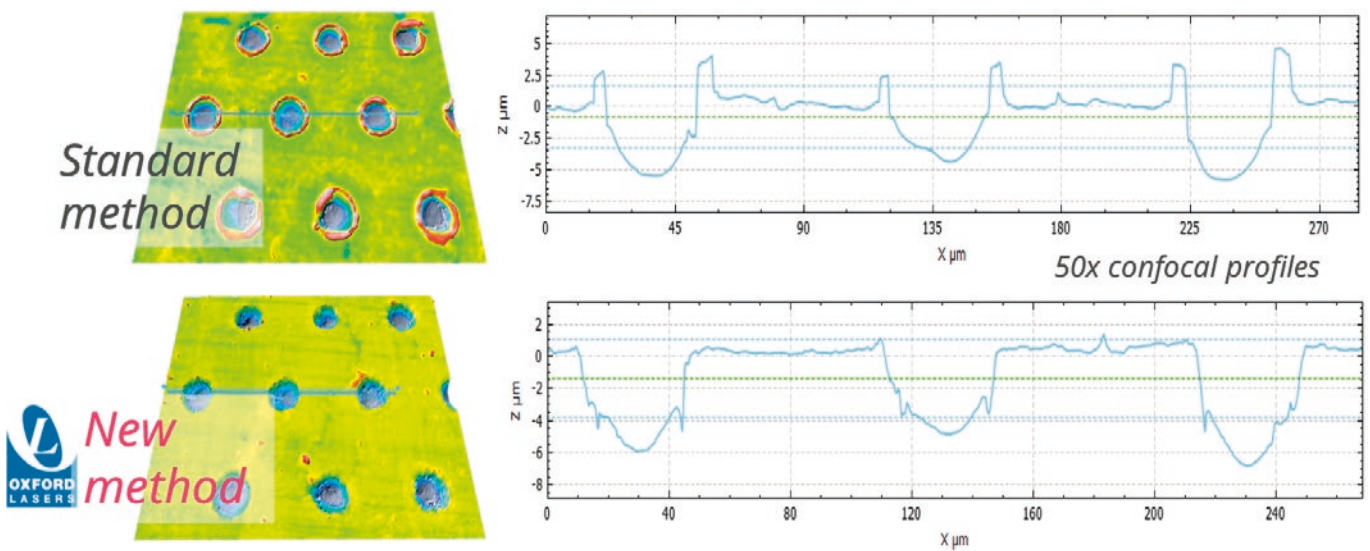 Standard
method
5
2.5
0
-2.5
-5
-7.5
z µm
0 45 90 135 180 225 270
X µm
50x confocal profiles
OXFORD
LASERS
New
method
2
0
-2
-4
-6
-8
z µm
0 40 80 120 160 200 240
X µm